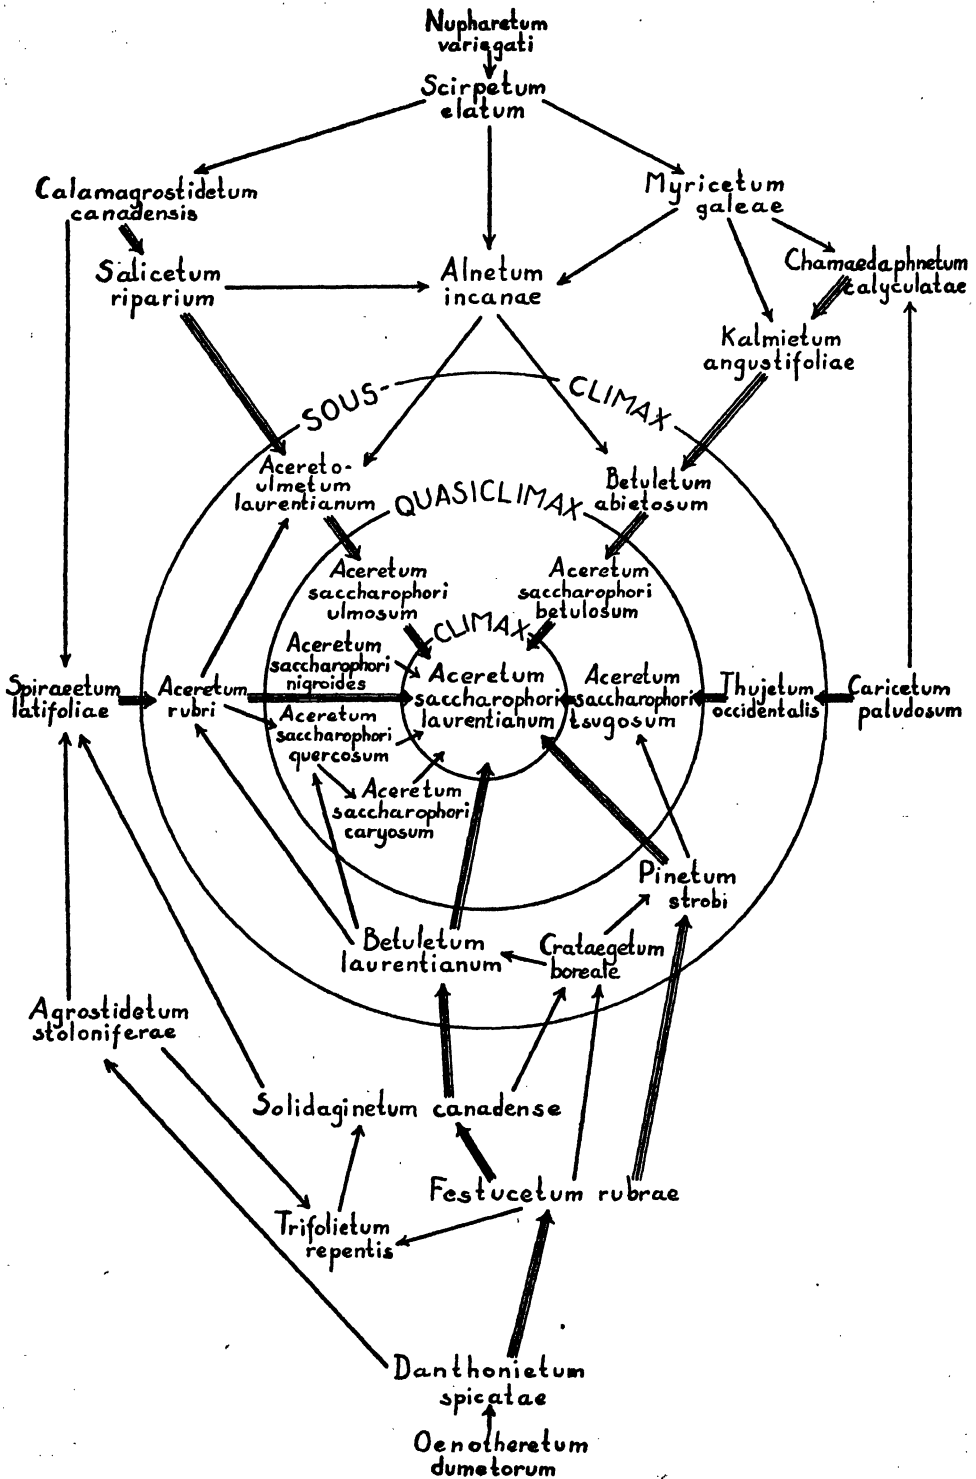 Nupharetum
variegati
Scirpetum
elatum
Calamagrostidetum
canadensis
Myricetum
galeae
Salicetum
riparium
Alnetum
incanae
Chamaedaphnetum
calyculatae
Kalmietum
angustifoliae
SOUS-CLIMAX
Acereto-
ulmetum
laurentianum
Betuletum
abietosum
QUASICLIMAX
Aceretum
saccharophori
ulmosum
Aceretum
saccharophori
betulosum
CLIMAX
Aceretum
saccharophori
nigroides
Aceretum
saccharophori
laurentianum
Aceretum
saccharophori
tsugosum
Spiraeetum
latifoliae
Aceretum
rubri
Thujetum
occidentalis
Caricetum
paludosum
Aceretum
saccharophori
quercosum
Aceretum
saccharophori
caryosum
Pinetum
strobi
Betuletum
laurentianum
Crataegetum
boreale
Agrostidetum
stoloniferae
Solidaginetum canadense
Festucetum rubrae
Trifolietum
repentis
Danthonietum
spicatae
Oenotheretum
dumetorum